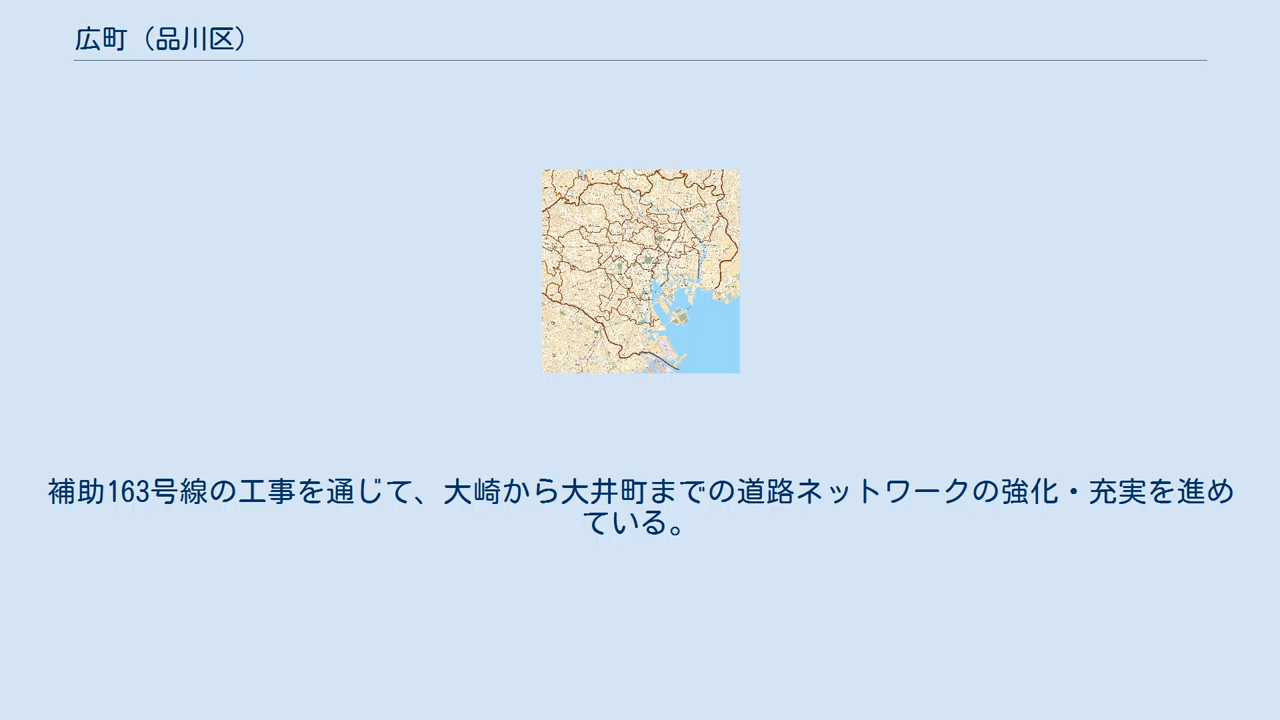 広町（品川区）
補助163号線の工事を通じて、大崎から大井町までの道路ネットワークの強化・充実を進め
ている。